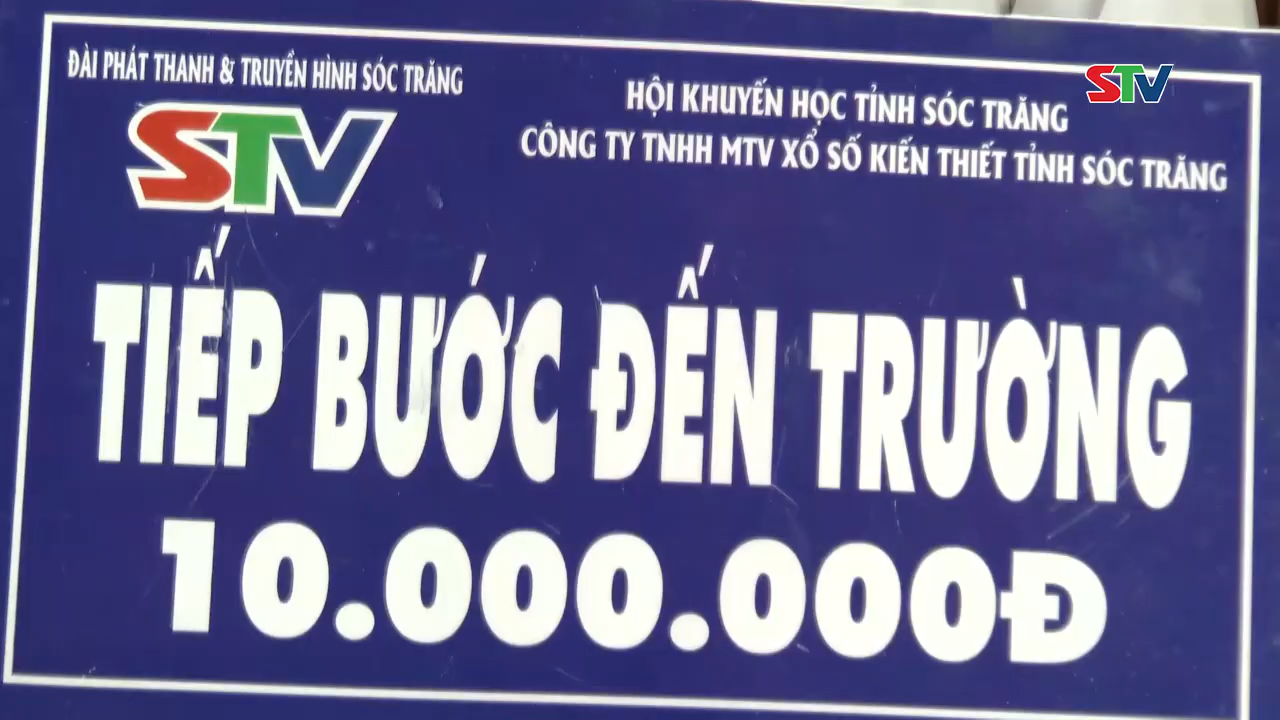 ĐÀI PHÁT THANH & TRUYỀN HÌNH SÓC TRĂNG
STV
HỘI KHUYẾN HỌC TỈNH SÓC TRĂNG
CÔNG TY TNHH MTV XỔ SỐ KIẾN THIẾT TỈNH SÓC TRĂNG
STV
TIẾP BƯỚC ĐẾN TRƯỜNG
10.000.000Đ